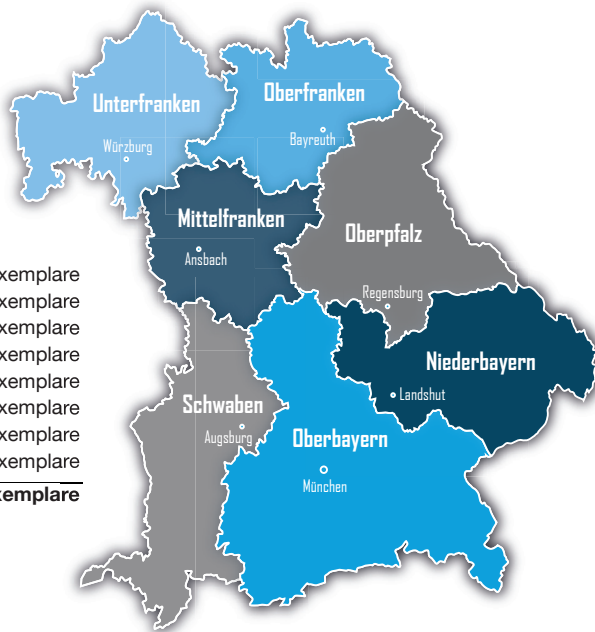 Unterfranken
Würzburg
Oberfranken
Bayreuth
Mittelfranken
Ansbach
Oberpfalz
Regensburg
Niederbayern
Landshut
Schwaben
Augsburg
Oberbayern
München
xemplare
xemplare
xemplare
xemplare
xemplare
xemplare
xemplare
xemplare
xemplare